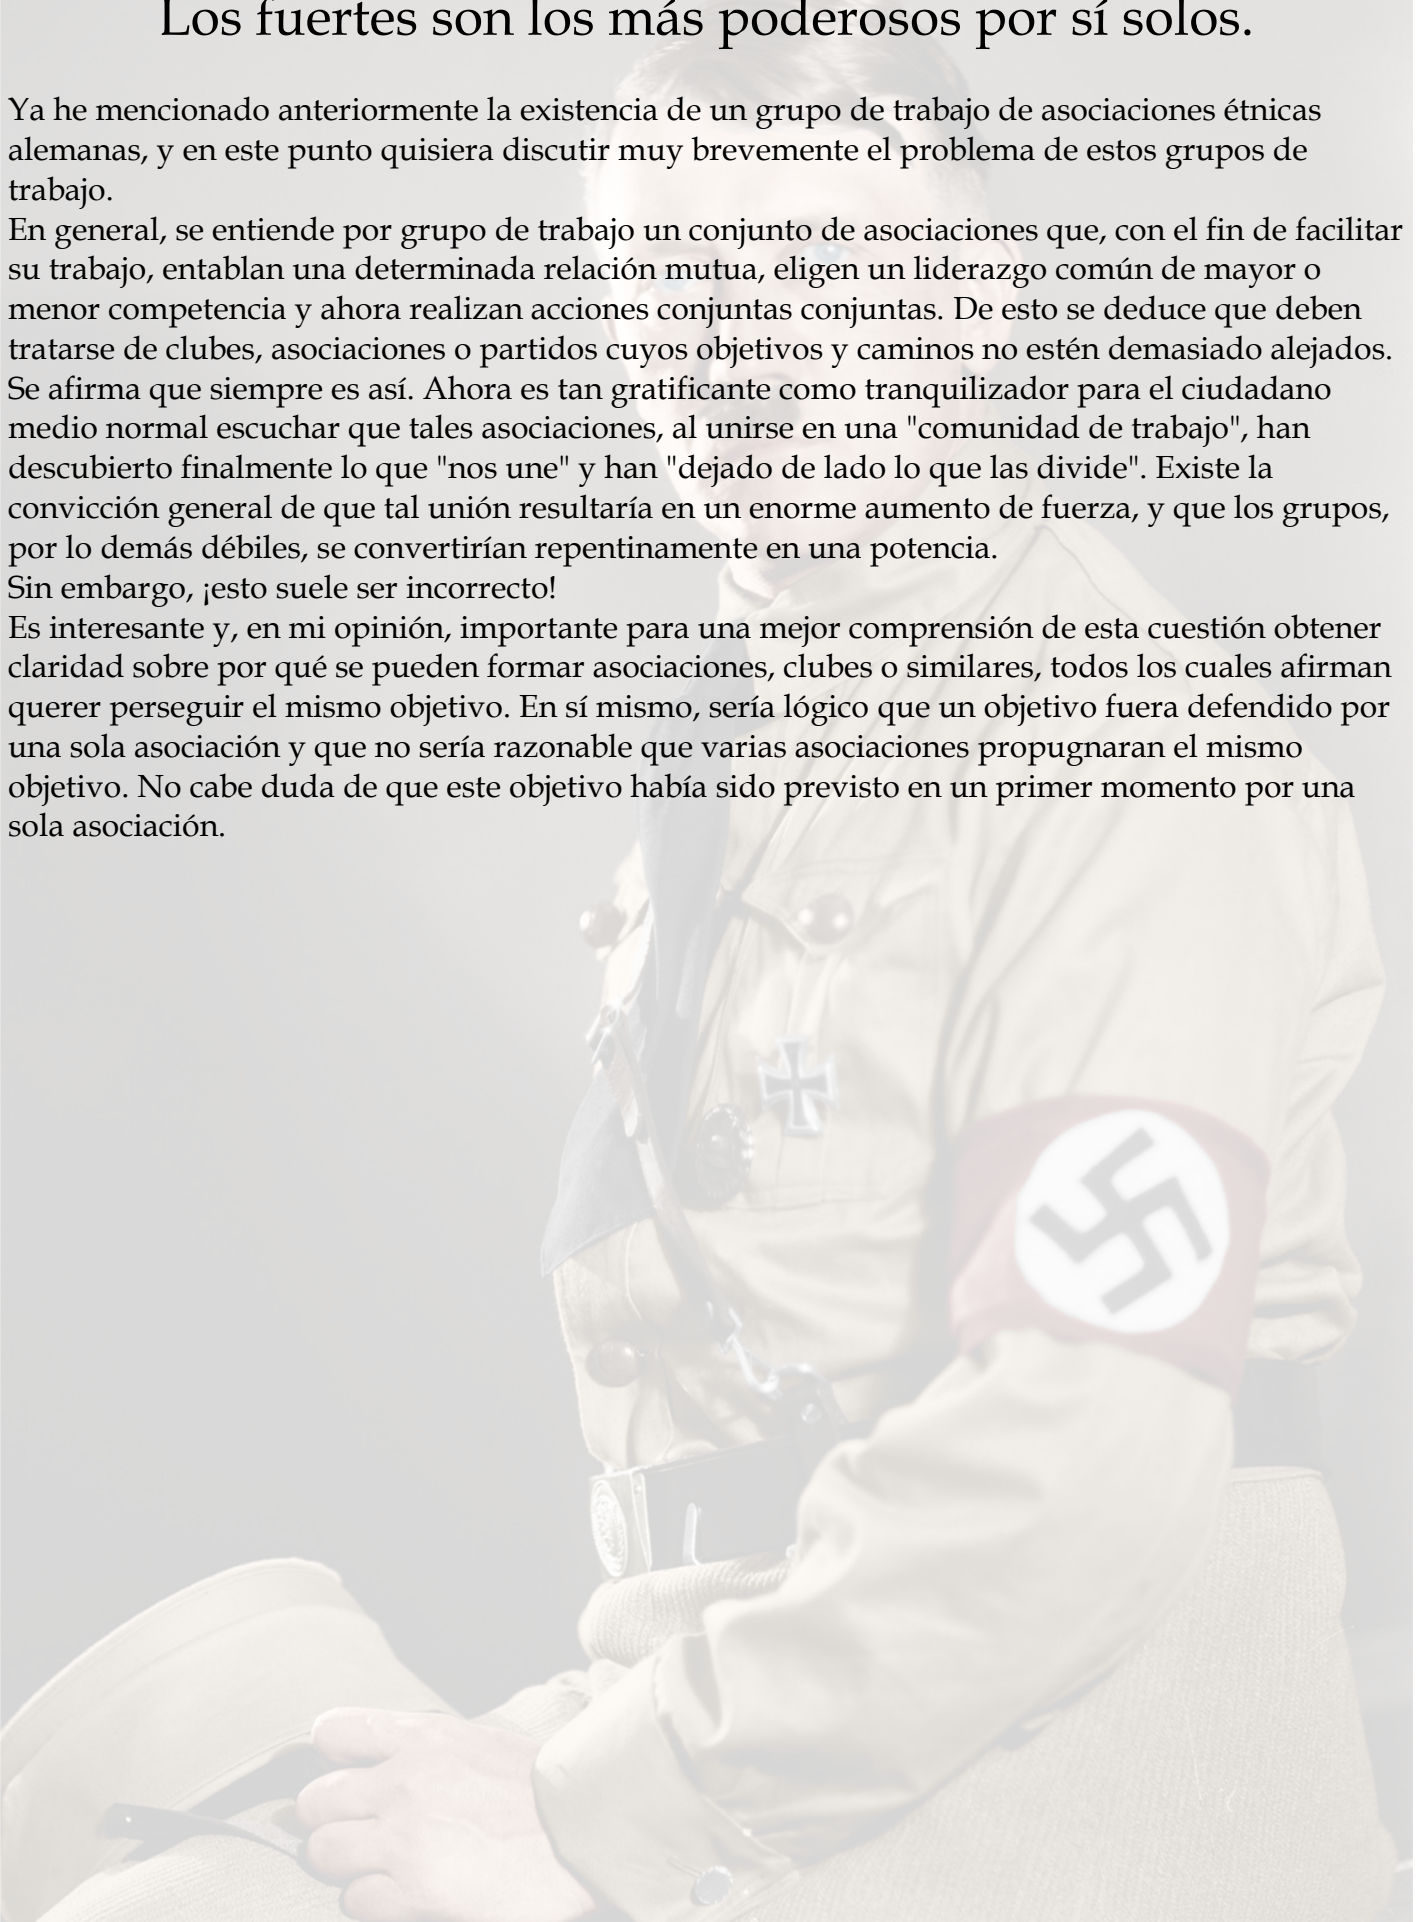 Los fuertes son los más poderosos por sí solos.
Ya he mencionado anteriormente la existencia de un grupo de trabajo de asociaciones étnicas
alemanas, y en este punto quisiera discutir muy brevemente el problema de estos grupos de
trabajo.
En general, se entiende por grupo de trabajo un conjunto de asociaciones que, con el fin de facilitar
su trabajo, entablan una determinada relación mutua, eligen un liderazgo común de mayor o
menor competencia y ahora realizan acciones conjuntas conjuntas. De esto se deduce que deben
tratarse de clubes, asociaciones o partidos cuyos objetivos y caminos no estén demasiado alejados.
Se afirma que siempre es así. Ahora es tan gratificante como tranquilizador para el ciudadano
medio normal escuchar que tales asociaciones, al unirse en una "comunidad de trabajo", han
descubierto finalmente lo que "nos une" y han "dejado de lado lo que las divide". Existe la
convicción general de que tal unión resultaría en un enorme aumento de fuerza, y que los grupos,
por lo demás débiles, se convertirían repentinamente en una potencia.
Sin embargo, ¡esto suele ser incorrecto!
Es interesante y, en mi opinión, importante para una mejor comprensión de esta cuestión obtener
claridad sobre por qué se pueden formar asociaciones, clubes o similares, todos los cuales afirman
querer perseguir el mismo objetivo. En sí mismo, sería lógico que un objetivo fuera defendido por
una sola asociación y que no sería razonable que varias asociaciones propugnaran el mismo
objetivo. No cabe duda de que este objetivo había sido previsto en un primer momento por una
sola asociación.